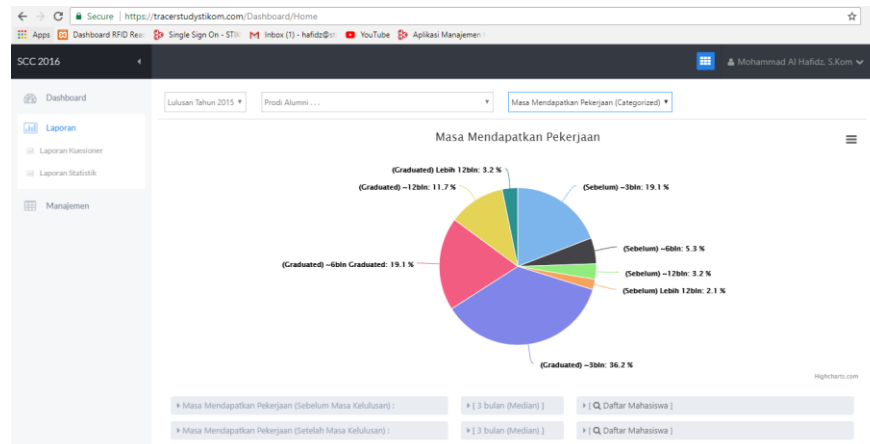 Secure | https://tracerstudystikom.com/Dashboard/Home
Apps Dashboard RFID Rea Single Sign On - STIK Inbox (1) - hafidz@st YouTube Aplikasi Manajemen
SCC 2016 Mohammad Al Hafidz, S.Kom
Dashboard
Laporan
Laporan Kuesioner
Laporan Statistik
Manajemen
Lulusan Tahun 2015 Prodi Alumni . . . Masa Mendapatkan Pekerjaan (Categorized)
Masa Mendapatkan Pekerjaan
(Graduated) Lebih 12bln: 3.2 %
(Graduated) ~12bln: 11.7 % (Sebelum) ~3bln: 19.1 %
(Sebelum) ~6bln: 5.3 %
(Graduated) ~6bln Graduated: 19.1 %
(Sebelum) ~12bln: 3.2 %
(Sebelum) Lebih 12bln: 2.1 %
(Graduated) ~3bln: 36.2 %
Highcharts.com
Masa Mendapatkan Pekerjaan (Sebelum Masa Kelulusan) : [ 3 bulan (Median) ] [ Daftar Mahasiswa ]
Masa Mendapatkan Pekerjaan (Setelah Masa Kelulusan) : [ 3 bulan (Median) ] [ Daftar Mahasiswa ]